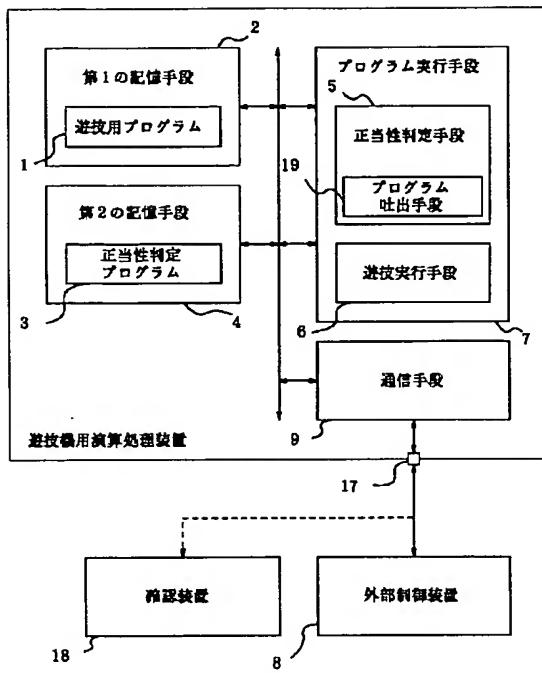 2
第1の記憶手段
遊技用プログラム
1
第2の記憶手段
正当性判定
プログラム
3
4
プログラム実行手段
5
正当性判定手段
19
プログラム
吐出手段
遊技実行手段
6
7
通信手段
9
遊技機用演算処理装置
17
確認装置
18
外部制御装置
8